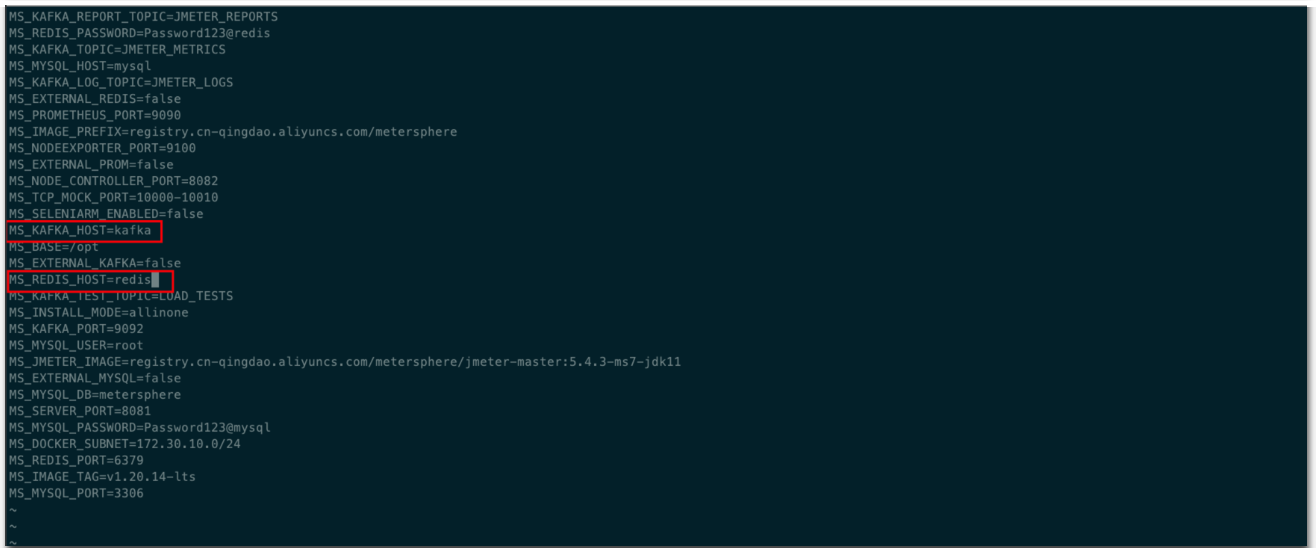 MS_KAFKA_REPORT_TOPIC=JMETER_REPORTS
MS_REDIS_PASSWORD=Password123@redis
MS_KAFKA_TOPIC=JMETER_METRICS
MS_MYSQL_HOST=mysql
MS_KAFKA_LOG_TOPIC=JMETER_LOGS
MS_EXTERNAL_REDIS=false
MS_PROMETHEUS_PORT=9090
MS_IMAGE_PREFIX=registry.cn-qingdao.aliyuncs.com/metersphere
MS_NODEEXPORTER_PORT=9100
MS_EXTERNAL_PROM=false
MS_NODE_CONTROLLER_PORT=8082
MS_TCP_MOCK_PORT=10000-10010
MS_SELENIARM_ENABLED=false
MS_KAFKA_HOST=kafka
MS_BASE=/opt
MS_EXTERNAL_KAFKA=false
MS_REDIS_HOST=redis
MS_KAFKA_TEST_TOPIC=LOAD_TESTS
MS_INSTALL_MODE=allinone
MS_KAFKA_PORT=9092
MS_MYSQL_USER=root
MS_JMETER_IMAGE=registry.cn-qingdao.aliyuncs.com/metersphere/jmeter-master:5.4.3-ms7-jdk11
MS_EXTERNAL_MYSQL=false
MS_MYSQL_DB=metersphere
MS_SERVER_PORT=8081
MS_MYSQL_PASSWORD=Password123@mysql
MS_DOCKER_SUBNET=172.30.10.0/24
MS_REDIS_PORT=6379
MS_IMAGE_TAG=v1.20.14-lts
MS_MYSQL_PORT=3306
~
~
~